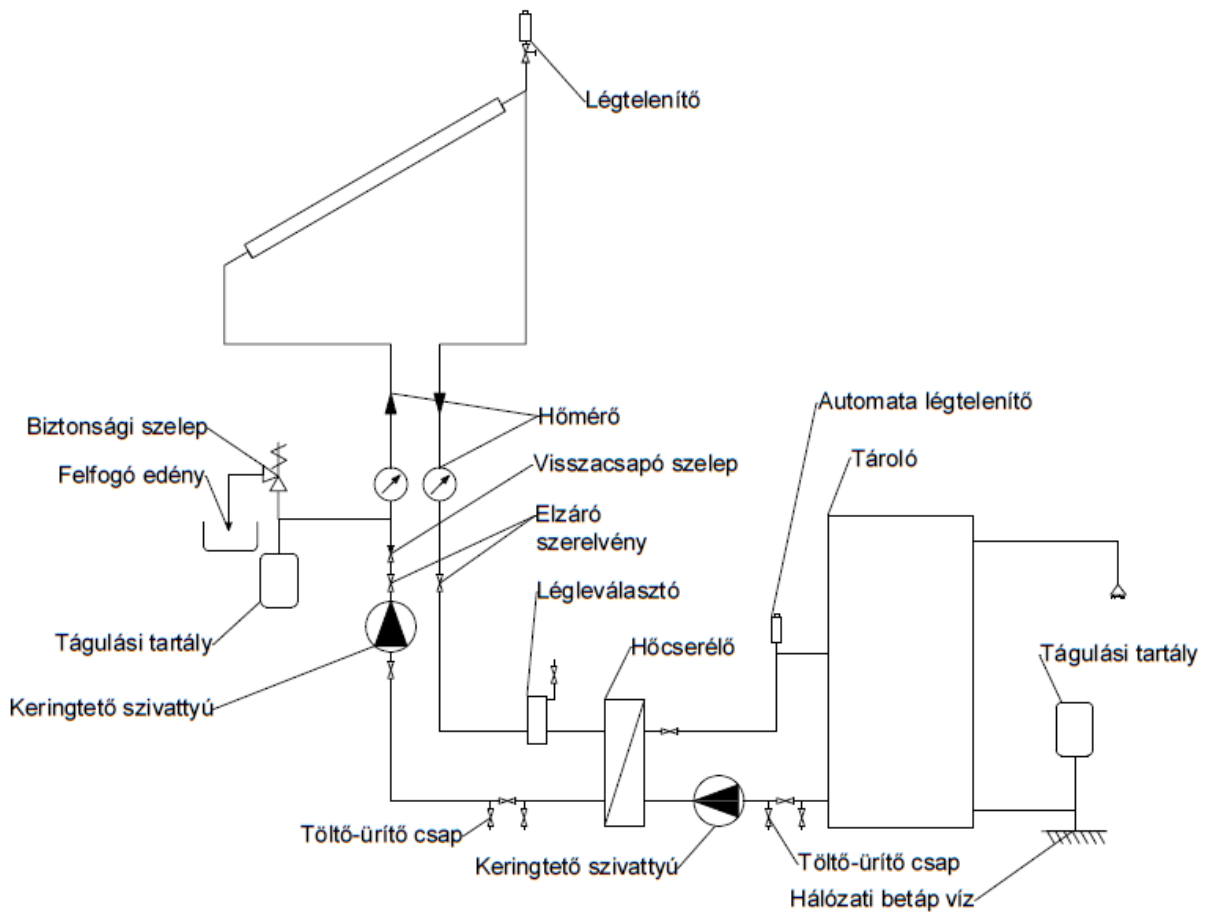 Légtelenítő
Automata légtelenítő
Biztonsági szelep
Hőmérő
Felfogó edény
Visszacsapó szelep
Tároló
Elzáró
szerelvény
Légleválasztó
Tágulási tartály
Hőcserélő
Tágulási tartály
Keringtető szivattyú
Töltő-ürítő csap
Keringtető szivattyú
Töltő-ürítő csap
Hálózati betáp víz